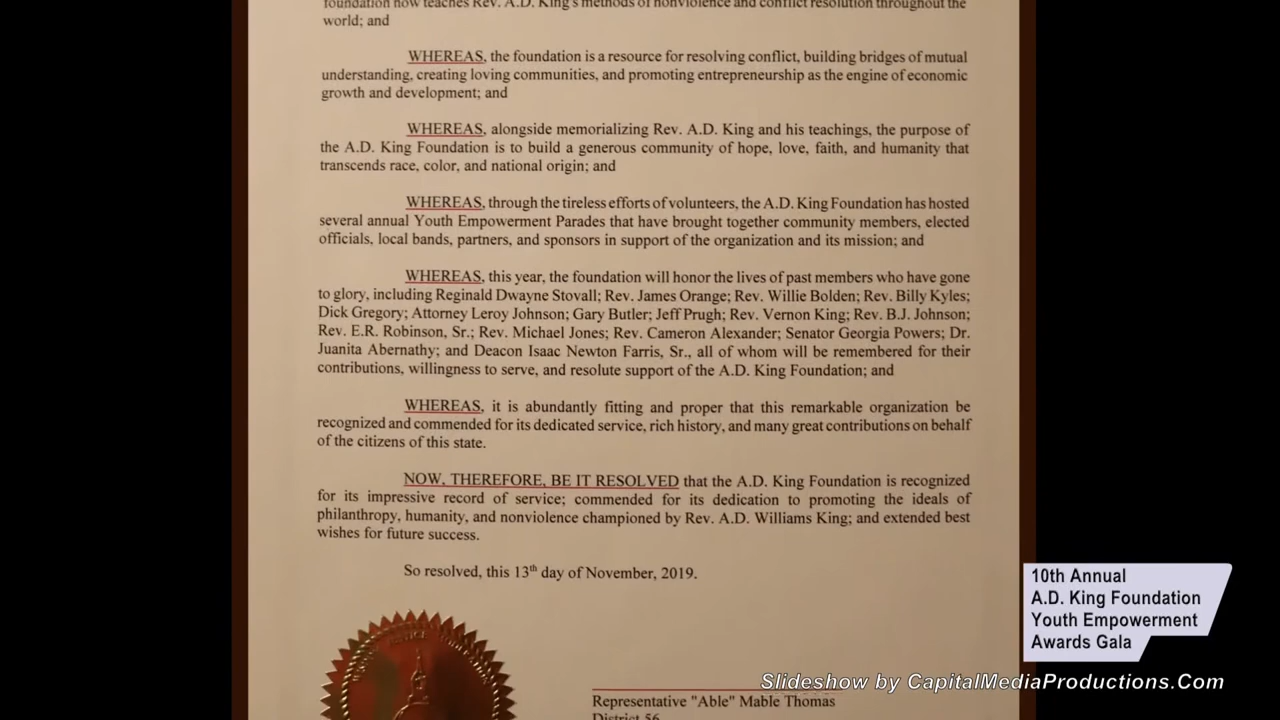 foundation now teaches Rev. A.D. King's methods of nonviolence and conflict resolution throughout the
world; and
WHEREAS, the foundation is a resource for resolving conflict, building bridges of mutual
understanding, creating loving communities, and promoting entrepreneurship as the engine of economic
growth and development; and
WHEREAS, alongside memorializing Rev. A.D. King and his teachings, the purpose of
the A.D. King Foundation is to build a generous community of hope, love, faith, and humanity that
transcends race, color, and national origin; and
WHEREAS, through the tireless efforts of volunteers, the A.D. King Foundation has hosted
several annual Youth Empowerment Parades that have brought together community members, elected
officials, local bands, partners, and sponsors in support of the organization and its mission; and
WHEREAS, this year, the foundation will honor the lives of past members who have gone
to glory, including Reginald Dwayne Stovall; Rev. James Orange; Rev. Willie Bolden; Rev. Billy Kyles;
Dick Gregory; Attorney Leroy Johnson; Gary Butler; Jeff Prugh; Rev. Vernon King; Rev. B.J. Johnson;
Rev. E.R. Robinson, Sr.; Rev. Michael Jones; Rev. Cameron Alexander; Senator Georgia Powers; Dr.
Juanita Abernathy; and Deacon Isaac Newton Farris, Sr., all of whom will be remembered for their
contributions, willingness to serve, and resolute support of the A.D. King Foundation; and
WHEREAS, it is abundantly fitting and proper that this remarkable organization be
recognized and commended for its dedicated service, rich history, and many great contributions on behalf
of the citizens of this state.
NOW, THEREFORE, BE IT RESOLVED that the A.D. King Foundation is recognized
for its impressive record of service; commended for its dedication to promoting the ideals of
philanthropy, humanity, and nonviolence championed by Rev. A.D. Williams King; and extended best
wishes for future success.
So resolved, this 13th day of November, 2019.
10th Annual
A.D. King Foundation
Youth Empowerment
Awards Gala
Slideshow by CapitalMediaProductions.Com
Representative "Able" Mable Thomas
District 56